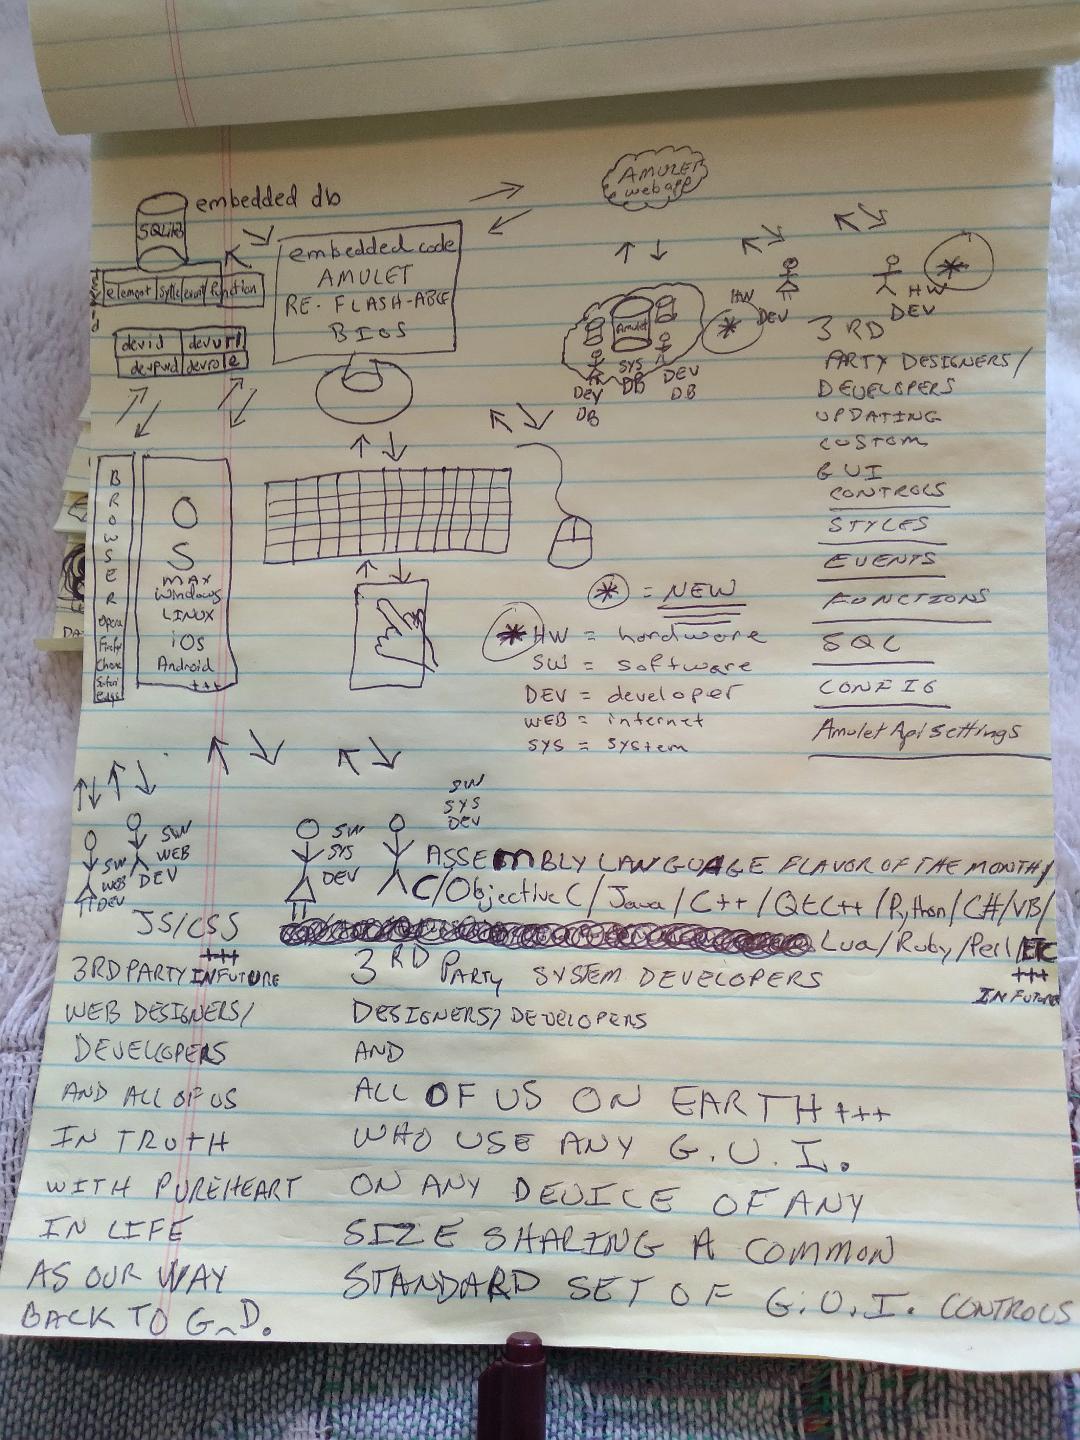 AMULET
web app
embedded db
SQLite
embedded code
AMULET
RE-FLASH-ABLE
BIOS
element style event function
devid devurl
devpwd devrole
Amulet
SYS
DB
DEV
DB
DEV
DB
HW
DEV
HW
DEV
3RD
PARTY DESIGNERS/
DEVELOPERS
UPDATING
CUSTOM
GUI
CONTROLS
STYLES
EVENTS
FUNCTIONS
SQL
CONFIG
Amulet Api settings
BROWSER
Opera
Chrome
Safari
Edge
OS
MAX
Windows
LINUX
iOS
Android
+++
* = NEW
* HW = hardware
SW = software
DEV = developer
WEB = internet
SYS = system
SW
WEB
DEV
SW
WEB
DEV
SW
SYS
DEV
SW
SYS
DEV
ASSEMBLY LANGUAGE FLAVOR OF THE MONTH/
C/Objective C/Java/C++/QtC++/Python/C#/VB/
Lua/Ruby/Perl/ETC
+++
IN FUTURE
JS/CSS
+++
IN FUTURE
3RD PARTY
WEB DESIGNERS/
DEVELOPERS
AND ALL OF US
IN TRUTH
WITH PURE HEART
IN LIFE
AS OUR WAY
BACK TO G-D.
3RD PARTY SYSTEM DEVELOPERS
DESIGNERS/DEVELOPERS
AND
ALL OF US ON EARTH +++
WHO USE ANY G.U.I.
ON ANY DEVICE OF ANY
SIZE SHARING A COMMON
STANDARD SET OF G.U.I. CONTROLS